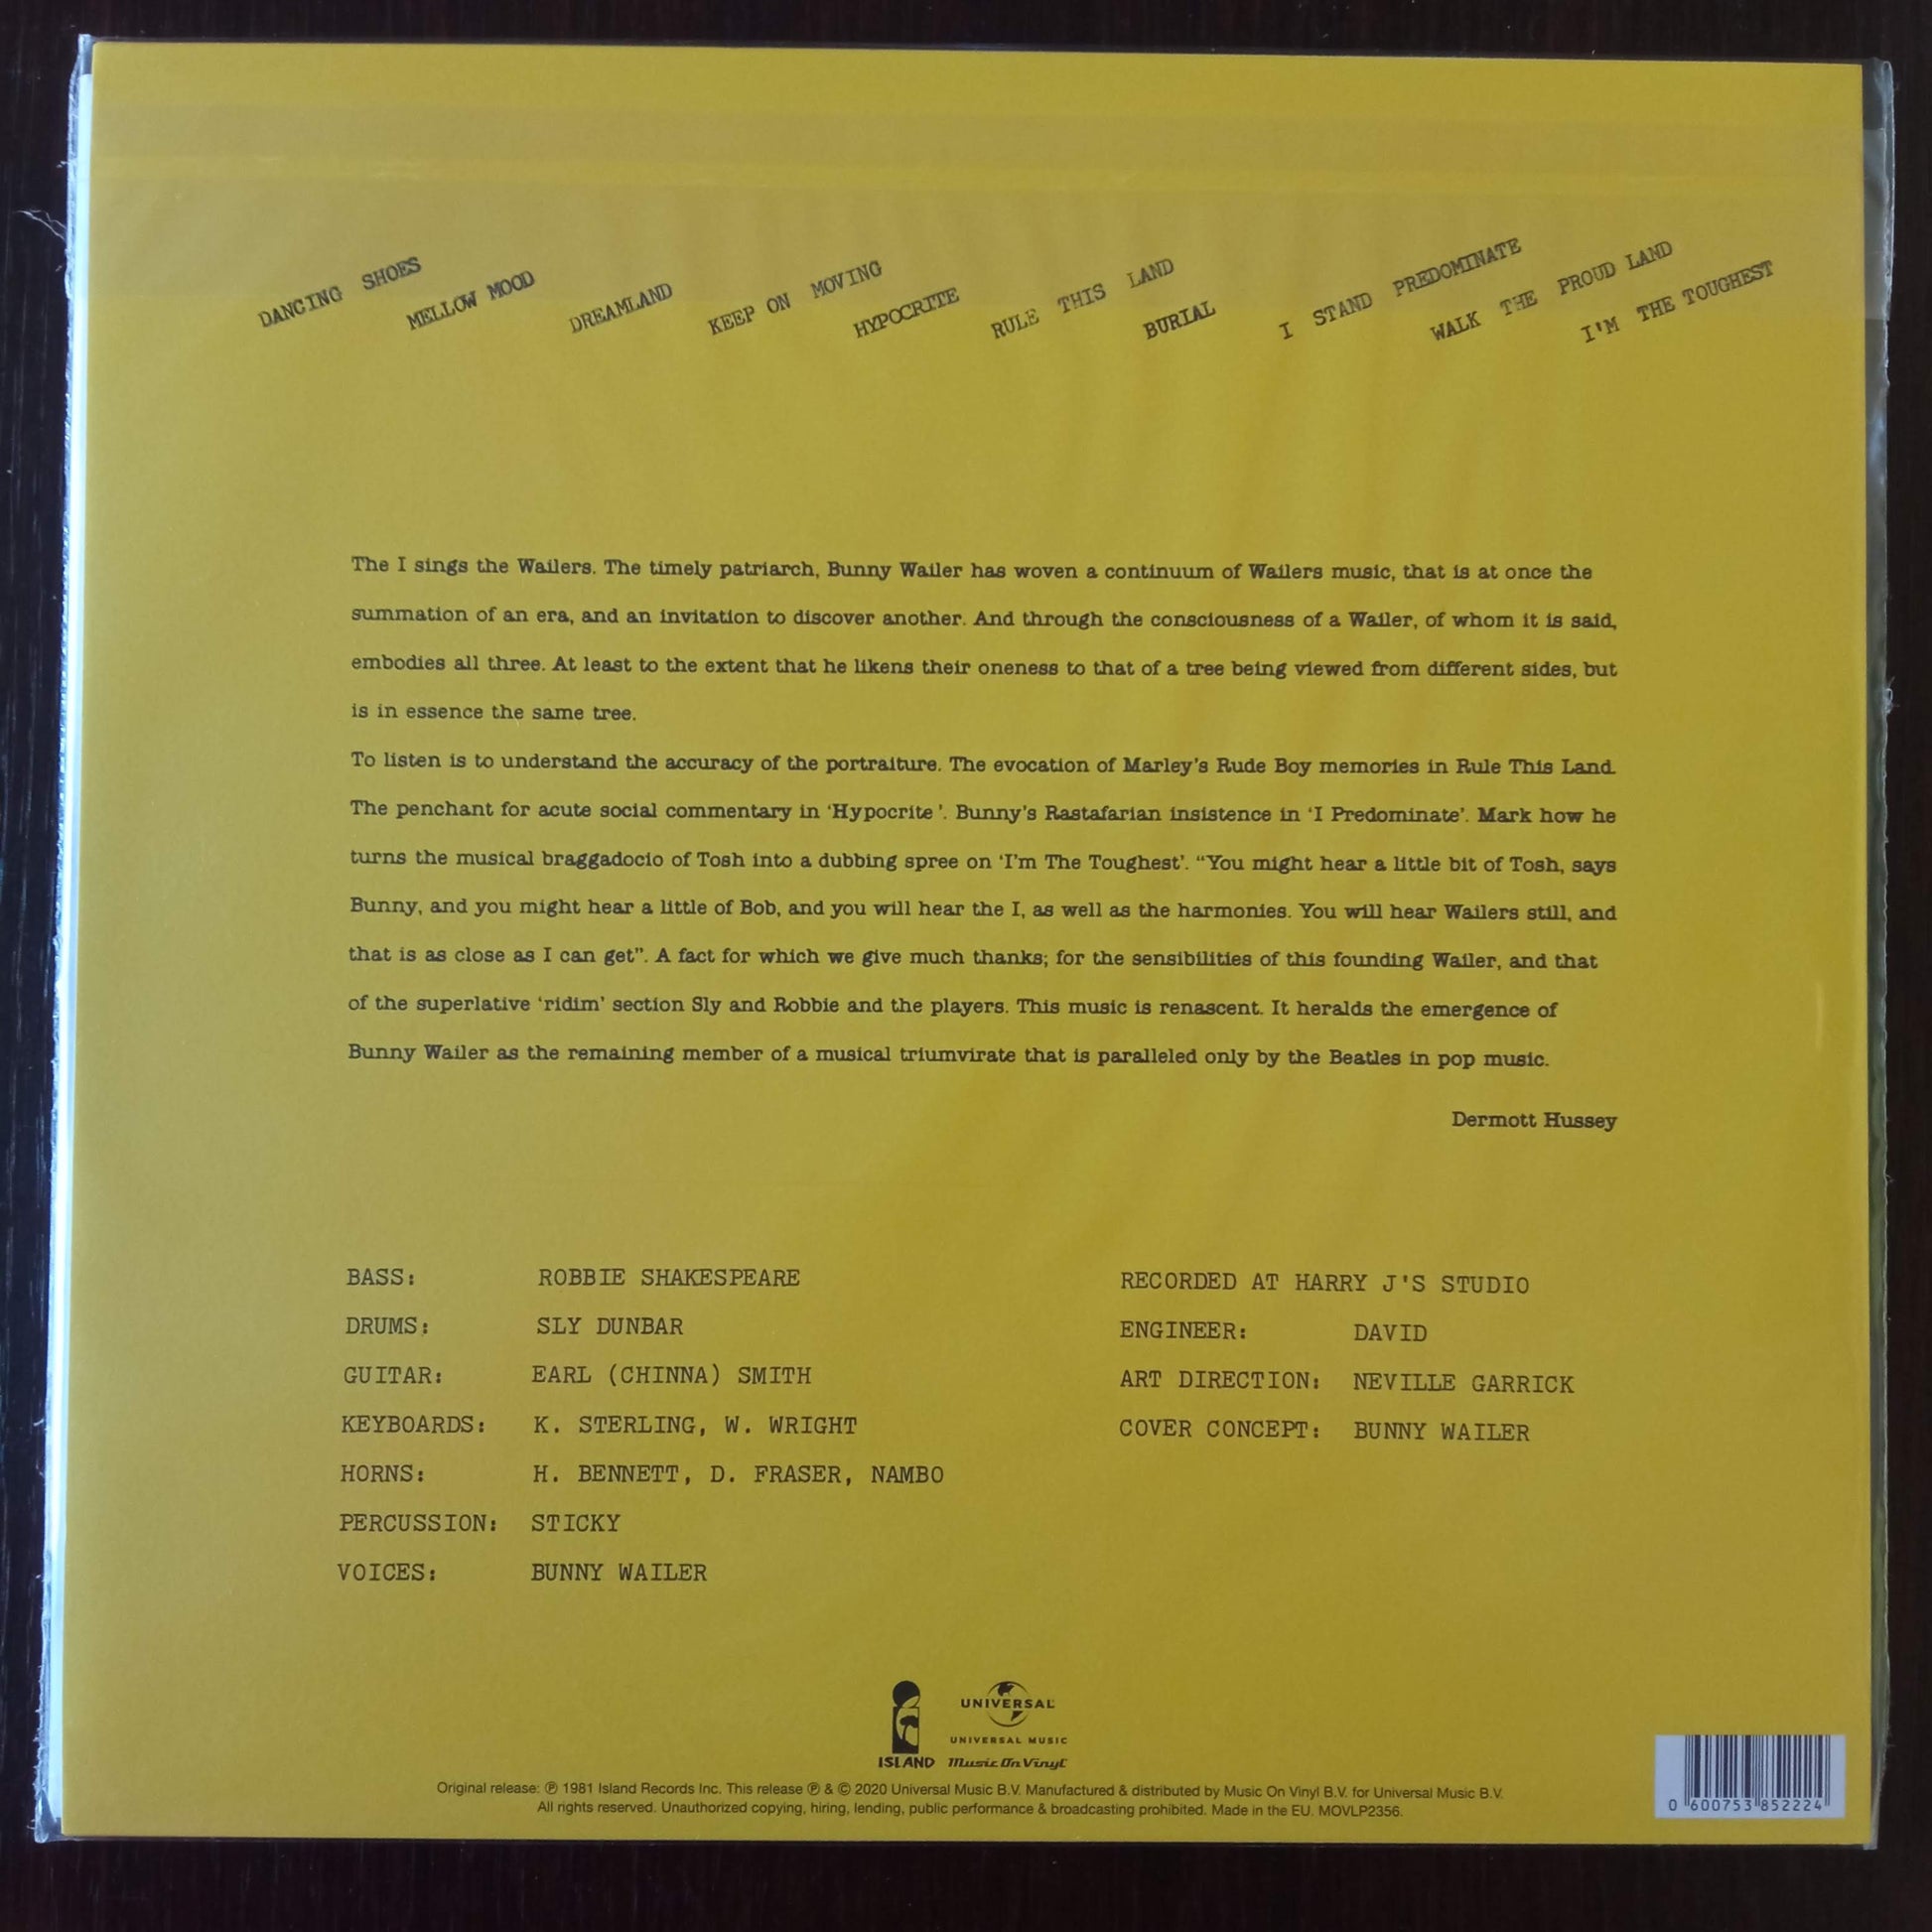 DANCING SHOES
MELLOW MOOD
DREAMLAND
KEEP ON MOVING
HYPOCRITE
RULE THIS LAND
BURIAL
I STAND PREDOMINATE
WALK THE PROUD LAND
I'M THE TOUGHEST
The I sings the Wailers. The timely patriarch, Bunny Wailer has woven a continuum of Wailers music, that is at once the
summation of an era, and an invitation to discover another. And through the consciousness of a Wailer, of whom it is said,
embodies all three. At least to the extent that he likens their oneness to that of a tree being viewed from different sides, but
is in essence the same tree.
To listen is to understand the accuracy of the portraiture. The evocation of Marley's Rude Boy memories in Rule This Land.
The penchant for acute social commentary in ‘Hypocrite’. Bunny's Rastafarian insistence in ‘I Predominate’. Mark how he
turns the musical braggadocio of Tosh into a dubbing spree on ‘I'm The Toughest’. “You might hear a little bit of Tosh, says
Bunny, and you might hear a little of Bob, and you will hear the I, as well as the harmonies. You will hear Wailers still, and
that is as close as I can get”. A fact for which we give much thanks; for the sensibilities of this founding Wailer, and that
of the superlative ‘ridim’ section Sly and Robbie and the players. This music is renascent. It heralds the emergence of
Bunny Wailer as the remaining member of a musical triumvirate that is paralleled only by the Beatles in pop music.
Dermott Hussey
BASS: ROBBIE SHAKESPEARE
DRUMS: SLY DUNBAR
GUITAR: EARL (CHINNA) SMITH
KEYBOARDS: K. STERLING, W. WRIGHT
HORNS: H. BENNETT, D. FRASER, NAMBO
PERCUSSION: STICKY
VOICES: BUNNY WAILER
RECORDED AT HARRY J'S STUDIO
ENGINEER: DAVID
ART DIRECTION: NEVILLE GARRICK
COVER CONCEPT: BUNNY WAILER
UNIVERSAL
UNIVERSAL MUSIC
ISLAND Music On Vinyl
Original release: ℗ 1981 Island Records Inc. This release ℗ & © 2020 Universal Music B.V. Manufactured & distributed by Music On Vinyl B.V. for Universal Music B.V.
All rights reserved. Unauthorized copying, hiring, lending, public performance & broadcasting prohibited. Made in the EU. MOVLP2356.
0 600753 852224